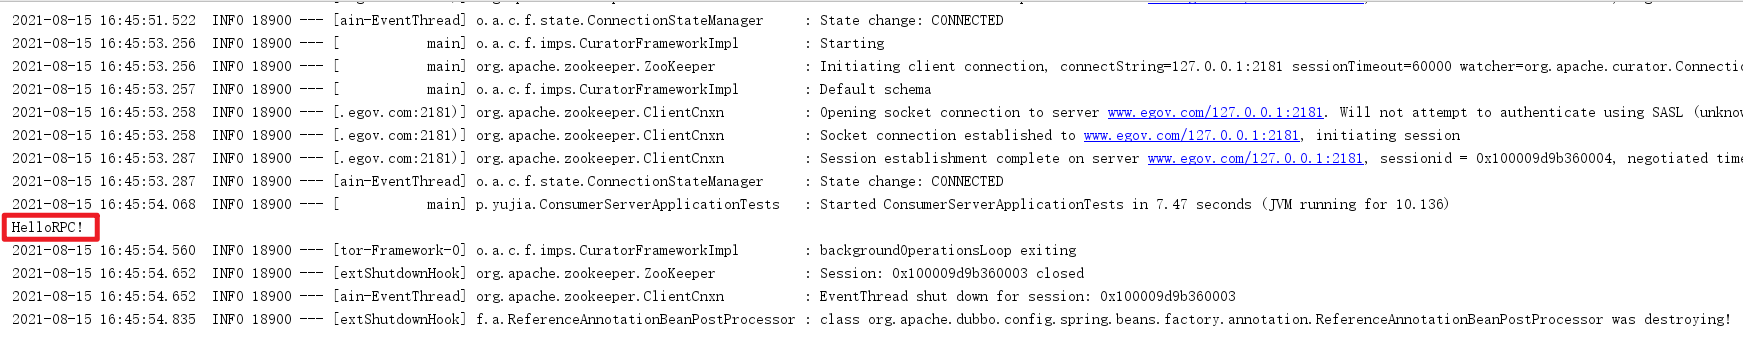 2021-08-15 16:45:51.522  INFO 18900 --- [ain-EventThread] o.a.c.f.state.ConnectionStateManager     : State change: CONNECTED
2021-08-15 16:45:53.256  INFO 18900 --- [           main] o.a.c.f.imps.CuratorFrameworkImpl        : Starting
2021-08-15 16:45:53.256  INFO 18900 --- [           main] org.apache.zookeeper.ZooKeeper           : Initiating client connection, connectString=127.0.0.1:2181 sessionTimeout=60000 watcher=org.apache.curator.Connectio
2021-08-15 16:45:53.257  INFO 18900 --- [           main] o.a.c.f.imps.CuratorFrameworkImpl        : Default schema
2021-08-15 16:45:53.258  INFO 18900 --- [.egov.com:2181)] org.apache.zookeeper.ClientCnxn          : Opening socket connection to server www.egov.com/127.0.0.1:2181. Will not attempt to authenticate using SASL (unknow
2021-08-15 16:45:53.258  INFO 18900 --- [.egov.com:2181)] org.apache.zookeeper.ClientCnxn          : Socket connection established to www.egov.com/127.0.0.1:2181, initiating session
2021-08-15 16:45:53.287  INFO 18900 --- [.egov.com:2181)] org.apache.zookeeper.ClientCnxn          : Session establishment complete on server www.egov.com/127.0.0.1:2181, sessionid = 0x100009d9b360004, negotiated time
2021-08-15 16:45:53.287  INFO 18900 --- [ain-EventThread] o.a.c.f.state.ConnectionStateManager     : State change: CONNECTED
2021-08-15 16:45:54.068  INFO 18900 --- [           main] p.yujia.ConsumerServerApplicationTests   : Started ConsumerServerApplicationTests in 7.47 seconds (JVM running for 10.136)
HelloRPC!
2021-08-15 16:45:54.560  INFO 18900 --- [tor-Framework-0] o.a.c.f.imps.CuratorFrameworkImpl        : backgroundOperationsLoop exiting
2021-08-15 16:45:54.652  INFO 18900 --- [extShutdownHook] org.apache.zookeeper.ZooKeeper           : Session: 0x100009d9b360003 closed
2021-08-15 16:45:54.652  INFO 18900 --- [ain-EventThread] org.apache.zookeeper.ClientCnxn          : EventThread shut down for session: 0x100009d9b360003
2021-08-15 16:45:54.835  INFO 18900 --- [extShutdownHook] f.a.ReferenceAnnotationBeanPostProcessor : class org.apache.dubbo.config.spring.beans.factory.annotation.ReferenceAnnotationBeanPostProcessor was destroying!